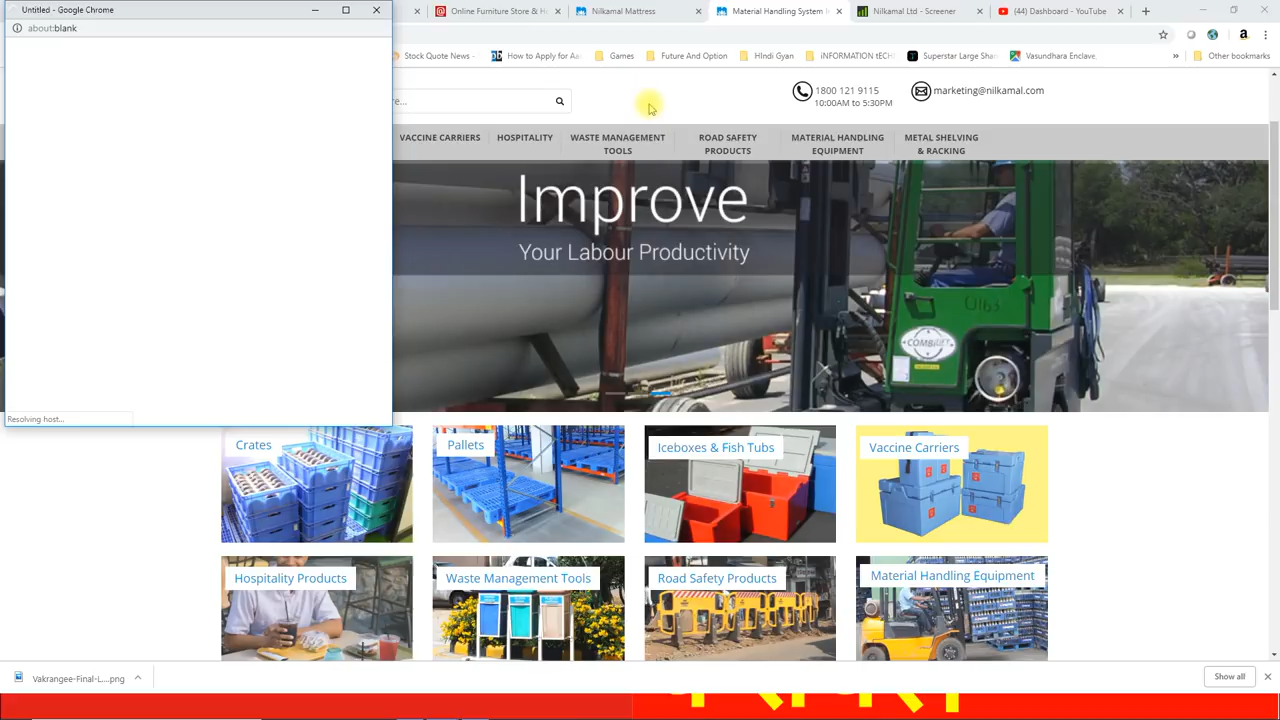 Untitled - Google Chrome
Online Furniture Store & H
Nilkamal Mattress
Material Handling System I
Nilkamal Ltd - Screener
(44) Dashboard - YouTube
about:blank
Stock Quote News -
How to Apply for Aa
Games
Future And Option
HIndi Gyan
iNFORMATION tECH
Superstar Large Shar
Vasundhara Enclave.
»
Other bookmarks
re...
1800 121 9115
10:00AM to 5:30PM
marketing@nilkamal.com
VACCINE CARRIERS
HOSPITALITY
WASTE MANAGEMENT
TOOLS
ROAD SAFETY
PRODUCTS
MATERIAL HANDLING
EQUIPMENT
METAL SHELVING
& RACKING
Improve
Your Labour Productivity
0163
COMBiLiFT
Resolving host...
Crates
Pallets
Iceboxes & Fish Tubs
Vaccine Carriers
Hospitality Products
Waste Management Tools
Road Safety Products
Material Handling Equipment
Vakrangee-Final-L....png
Show all